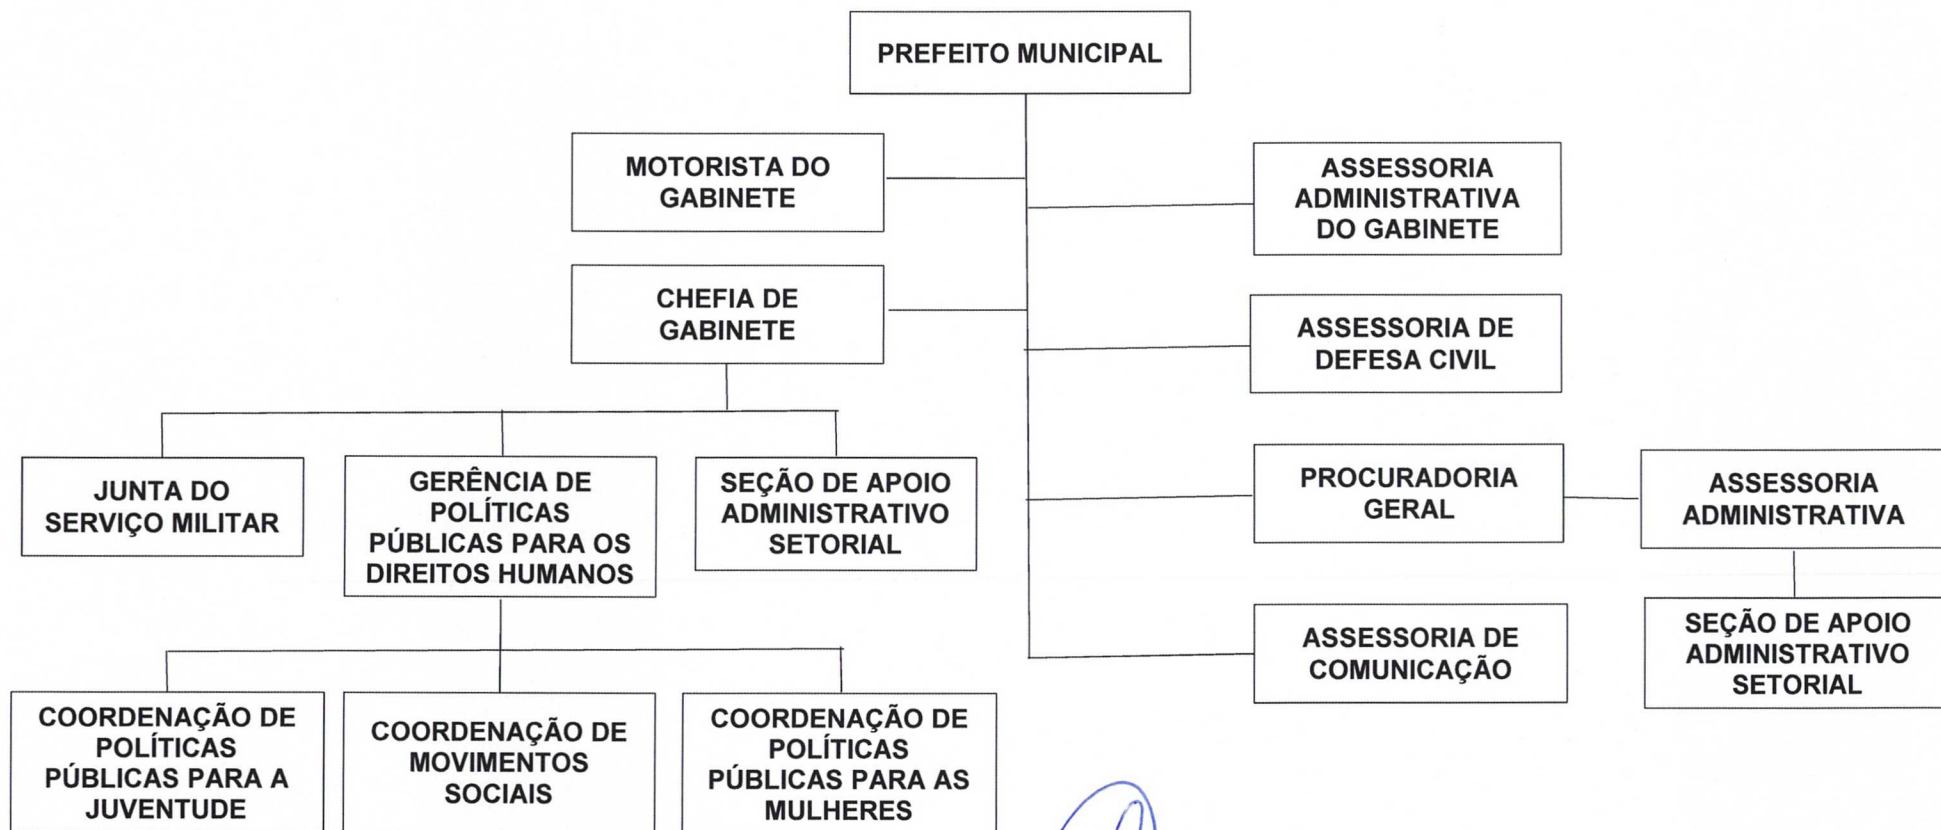 PREFEITO MUNICIPAL
MOTORISTA DO
GABINETE
ASSESSORIA
ADMINISTRATIVA
DO GABINETE
CHEFIA DE
GABINETE
ASSESSORIA DE
DEFESA CIVIL
JUNTA DO
SERVIÇO MILITAR
GERÊNCIA DE
POLÍTICAS
PÚBLICAS PARA OS
DIREITOS HUMANOS
SEÇÃO DE APOIO
ADMINISTRATIVO
SETORIAL
PROCURADORIA
GERAL
ASSESSORIA
ADMINISTRATIVA
ASSESSORIA DE
COMUNICAÇÃO
SEÇÃO DE APOIO
ADMINISTRATIVO
SETORIAL
COORDENAÇÃO DE
POLÍTICAS
PÚBLICAS PARA A
JUVENTUDE
COORDENAÇÃO DE
MOVIMENTOS
SOCIAIS
COORDENAÇÃO DE
POLÍTICAS
PÚBLICAS PARA AS
MULHERES